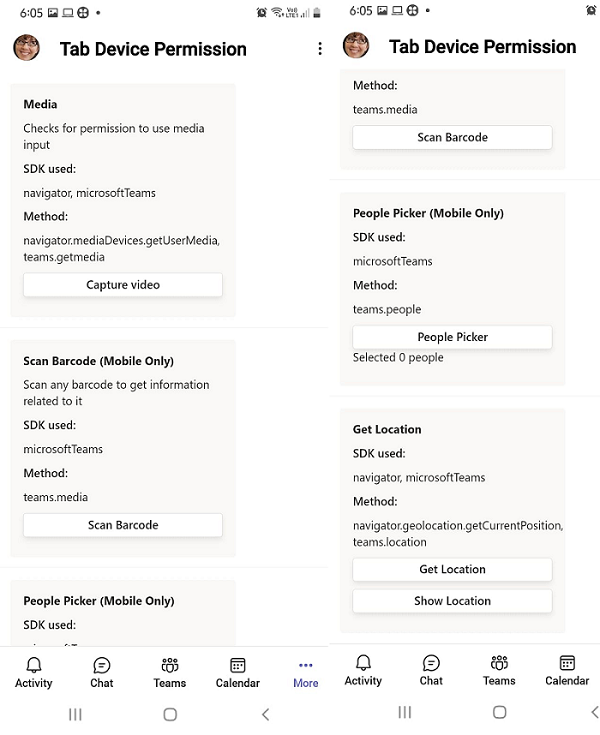 6:05
Vo))
LTE1
Tab Device Permission
Media
Checks for permission to use media
input
SDK used:
navigator, microsoftTeams
Method:
navigator.mediaDevices.getUserMedia,
teams.getmedia
Capture video
Scan Barcode (Mobile Only)
Scan any barcode to get information
related to it
SDK used:
microsoftTeams
Method:
teams.media
Scan Barcode
People Picker (Mobile Only)
SDK used:
Activity
Chat
Teams
Calendar
More
6:05
Tab Device Permission
Method:
teams.media
Scan Barcode
People Picker (Mobile Only)
SDK used:
microsoftTeams
Method:
teams.people
People Picker
Selected 0 people
Get Location
SDK used:
navigator, microsoftTeams
Method:
navigator.geolocation.getCurrentPosition,
teams.location
Get Location
Show Location
Activity
Chat
Teams
Calendar